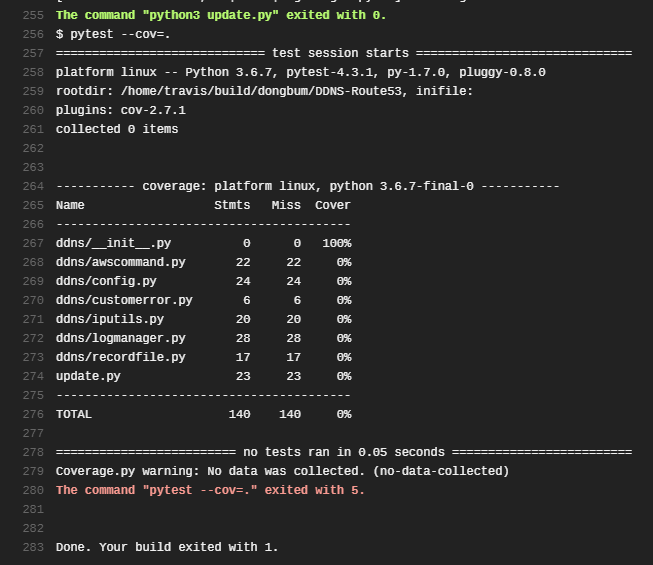 255 The command "python3 update.py" exited with 0.
256 $ pytest --cov=.
257 ============================= test session starts ==============================
258 platform linux -- Python 3.6.7, pytest-4.3.1, py-1.7.0, pluggy-0.8.0
259 rootdir: /home/travis/build/dongbum/DDNS-Route53, inifile:
260 plugins: cov-2.7.1
261 collected 0 items
262
263
264 ----------- coverage: platform linux, python 3.6.7-final-0 -----------
265 Name                  Stmts   Miss  Cover
266 -----------------------------------------
267 ddns/__init__.py          0      0   100%
268 ddns/awscommand.py       22     22     0%
269 ddns/config.py           24     24     0%
270 ddns/customerror.py       6      6     0%
271 ddns/iputils.py          20     20     0%
272 ddns/logmanager.py       28     28     0%
273 ddns/recordfile.py       17     17     0%
274 update.py                23     23     0%
275 -----------------------------------------
276 TOTAL                   140    140     0%
277
278 ========================= no tests ran in 0.05 seconds =========================
279 Coverage.py warning: No data was collected. (no-data-collected)
280 The command "pytest --cov=." exited with 5.
281
282
283 Done. Your build exited with 1.